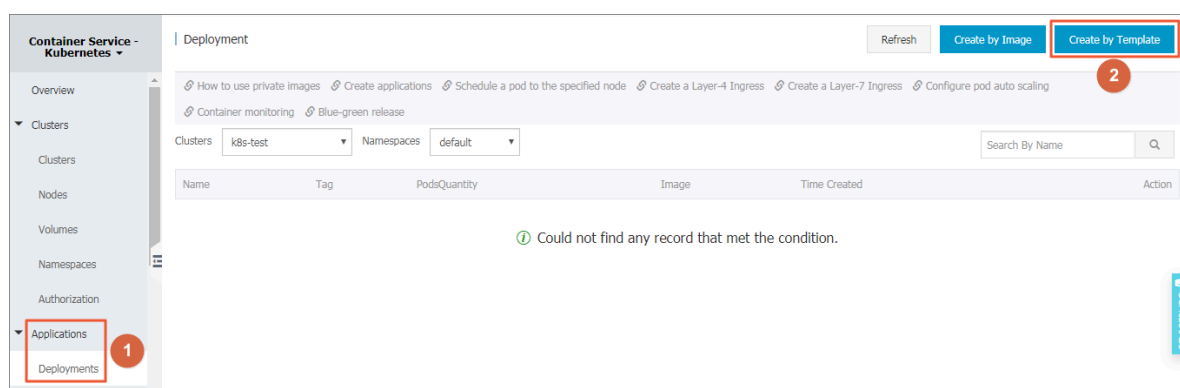 Container Service -
Kubernetes
Deployment
Refresh
Create by Image
Create by Template
2
Overview
How to use private images Create applications Schedule a pod to the specified node Create a Layer-4 Ingress Create a Layer-7 Ingress Configure pod auto scaling
Container monitoring Blue-green release
Clusters
Clusters k8s-test Namespaces default Search By Name
Clusters
Name Tag PodsQuantity Image Time Created Action
Nodes
Volumes
Could not find any record that met the condition.
Namespaces
Authorization
Applications
1
Deployments